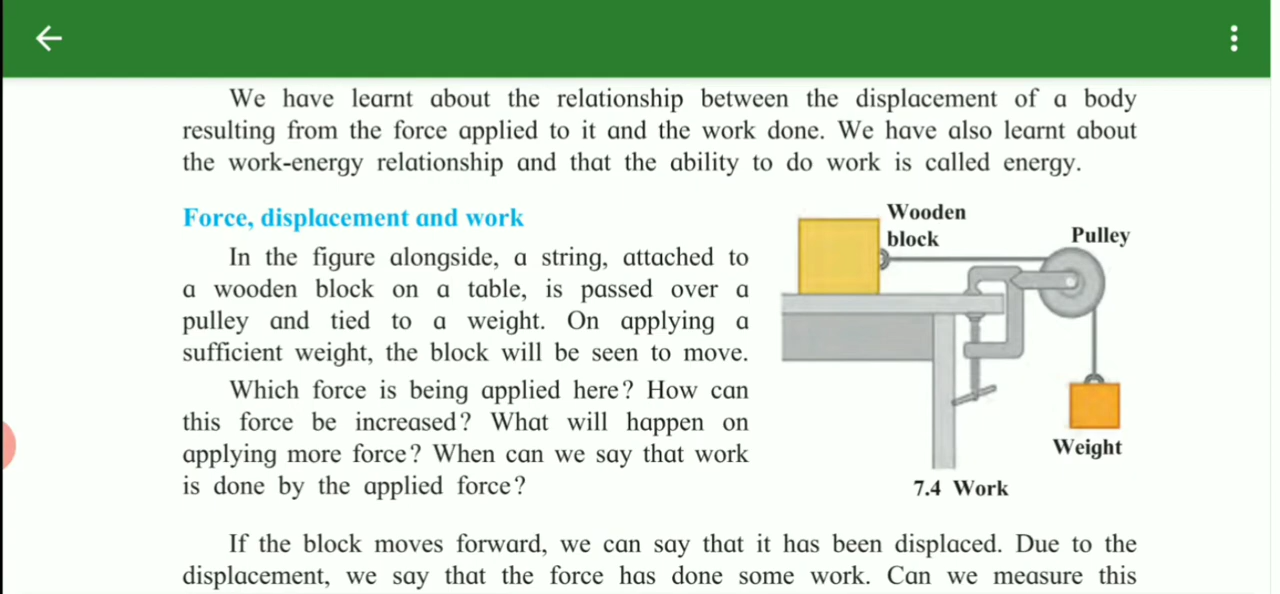 We have learnt about the relationship between the displacement of a body
resulting from the force applied to it and the work done. We have also learnt about
the work-energy relationship and that the ability to do work is called energy.
Force, displacement and work
In the figure alongside, a string, attached to
a wooden block on a table, is passed over a
pulley and tied to a weight. On applying a
sufficient weight, the block will be seen to move.
Which force is being applied here? How can
this force be increased? What will happen on
applying more force? When can we say that work
is done by the applied force?
Wooden
block
Pulley
Weight
7.4 Work
If the block moves forward, we can say that it has been displaced. Due to the
displacement, we say that the force has done some work. Can we measure this